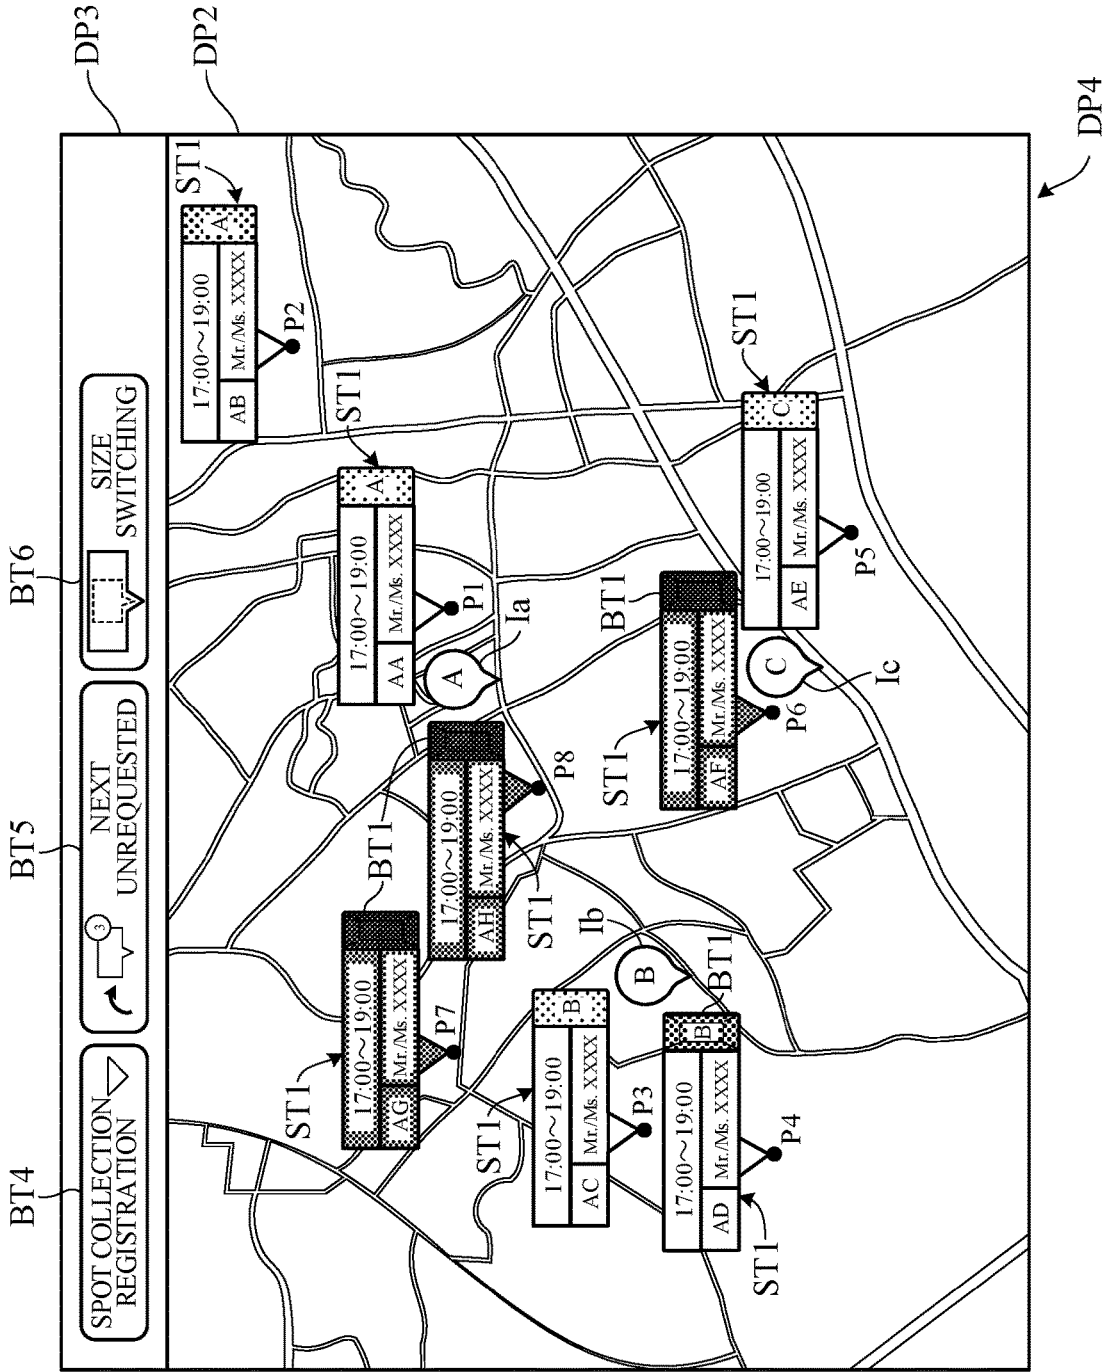 BT4
BT5
BT6
DP3
SPOT COLLECTION
REGISTRATION
3
NEXT
UNREQUESTED
SIZE
SWITCHING
DP2
ST1
17:00～19:00
A
AB
Mr./Ms. XXXX
P2
ST1
17:00～19:00
A
AA
Mr./Ms. XXXX
P1
A
Ia
ST1
BT1
17:00～19:00
AG
Mr./Ms. XXXX
P7
17:00～19:00
AH
Mr./Ms. XXXX
P8
ST1
ST1
17:00～19:00
B
AC
Mr./Ms. XXXX
P3
Ib
B
BT1
17:00～19:00
B
AD
Mr./Ms. XXXX
P4
ST1
ST1
BT1
17:00～19:00
AF
Mr./Ms. XXXX
P6
C
Ic
ST1
17:00～19:00
C
AE
Mr./Ms. XXXX
P5
DP4